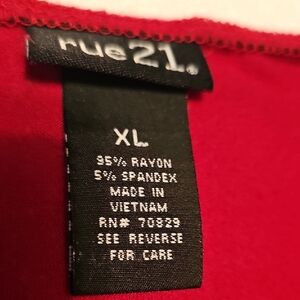 rue21.
XL
95% RAYON
5% SPANDEX
MADE IN
VIETNAM
RN# 70829
SEE REVERSE
FOR CARE